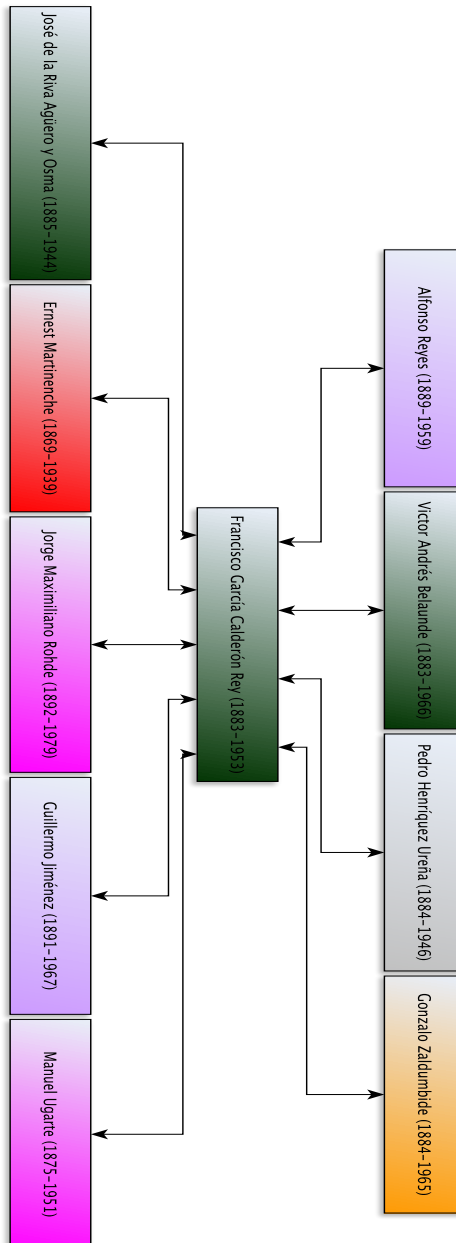 Alfonso Reyes (1889–1959)
Victor Andrés Belaunde (1883–1966)
Pedro Henríquez Ureña (1884–1946)
Gonzalo Zaldumbide (1884–1965)
Francisco García Calderón Rey (1883–1953)
José de la Riva Agüero y Osma (1885–1944)
Ernest Martinenche (1869–1939)
Jorge Maximiliano Rohde (1892–1979)
Guillermo Jiménez (1891–1967)
Manuel Ugarte (1875–1951)